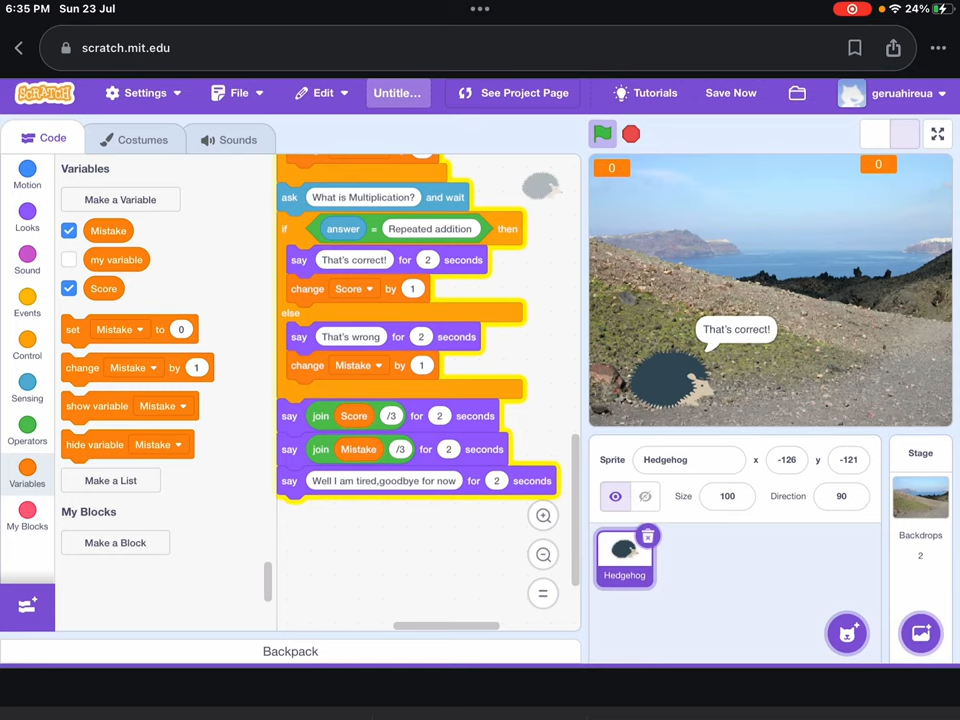 6:35 PM Sun 23 Jul
24%
scratch.mit.edu
SCRATCH
Settings
File
Edit
Untitle...
See Project Page
Tutorials
Save Now
geruahireua
Code
Costumes
Sounds
Motion
Looks
Sound
Events
Control
Sensing
Operators
Variables
My Blocks
Variables
Make a Variable
Mistake
my variable
Score
set Mistake to 0
change Mistake by 1
show variable Mistake
hide variable Mistake
Make a List
My Blocks
Make a Block
ask What is Multiplication? and wait
if answer = Repeated addition then
say That's correct! for 2 seconds
change Score by 1
else
say That's wrong for 2 seconds
change Mistake by 1
say join Score /3 for 2 seconds
say join Mistake /3 for 2 seconds
say Well I am tired,goodbye for now for 2 seconds
Backpack
0
0
That's correct!
Sprite Hedgehog x -126 y -121
Size 100 Direction 90
Hedgehog
Stage
Backdrops
2